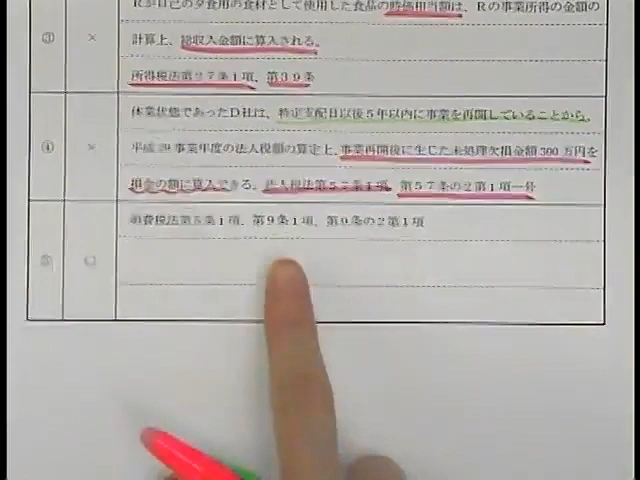 Rが自己の夕食用の食材として使用した食品の時価相当額は、Rの事業所得の金額の
③ × 計算上、総収入金額に算入される。
所得税法第27条1項、第39条
休業状態であったD社は、特定支配日以後5年以内に事業を再開していることから、
④ × 平成29事業年度の法人税額の算定上、事業再開後に生じた未処理欠損金額300万円を
損金の額に算入できる。法人税法第57条1項、第57条の2第1項一号
消費税法第5条1項、第9条1項、第9条の2第1項
⑤ ○